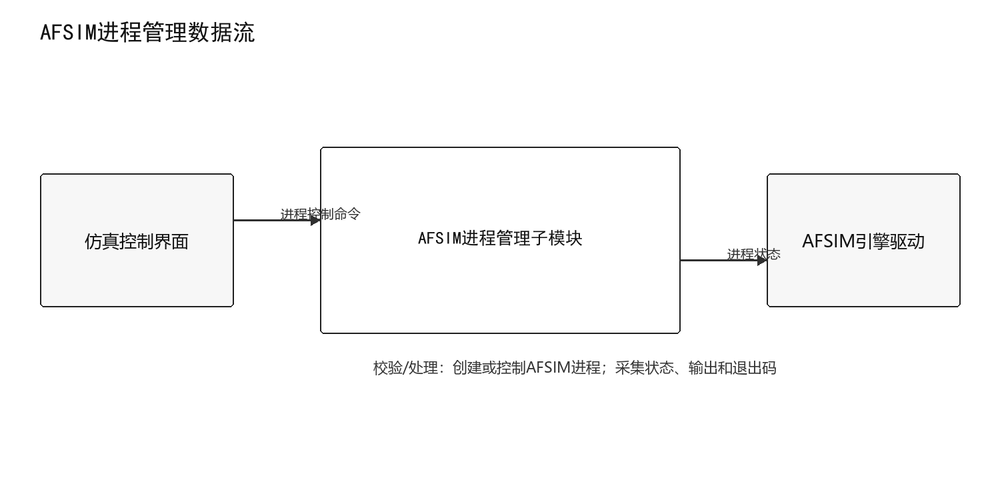 AFSIM进程管理数据流
进程控制命令
仿真控制界面
AFSIM进程管理子模块
进程状态
AFSIM引擎驱动
校验/处理：创建或控制AFSIM进程；采集状态、输出和退出码